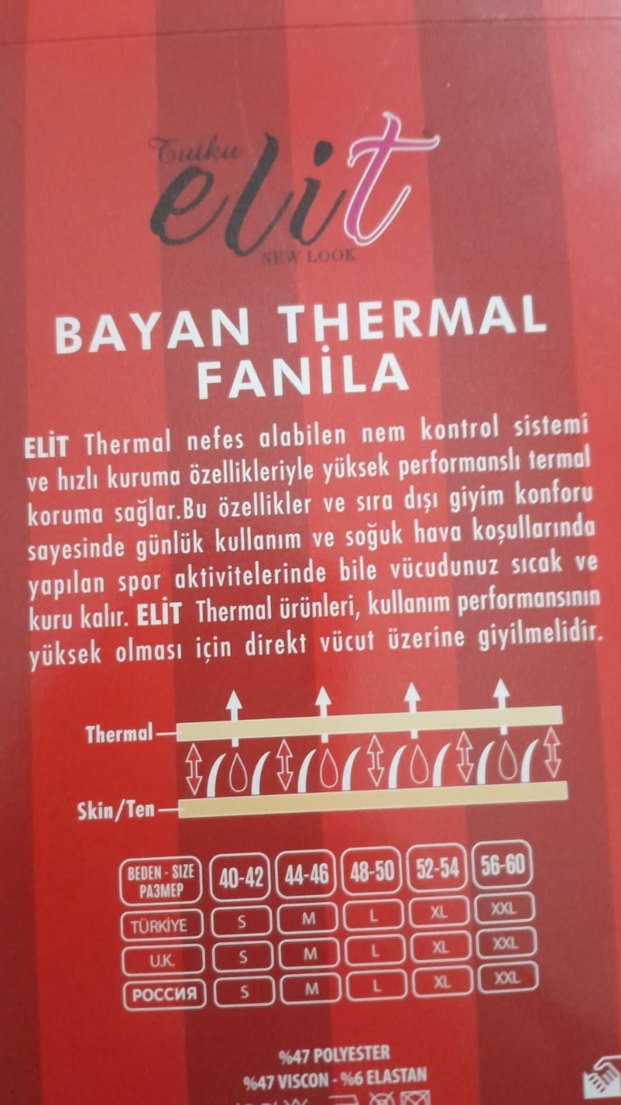 Tutku
elit
NEW LOOK
BAYAN THERMAL
FANİLA
ELİT Thermal nefes alabilen nem kontrol sistemi
ve hızlı kuruma özellikleriyle yüksek performanslı termal
koruma sağlar.Bu özellikler ve sıra dışı giyim konforu
sayesinde günlük kullanım ve soğuk hava koşullarında
yapılan spor aktivitelerinde bile vücudunuz sıcak ve
kuru kalır. ELİT Thermal ürünleri, kullanım performansının
yüksek olması için direkt vücut üzerine giyilmelidir.
Thermal
Skin/Ten
BEDEN - SIZE
РАЗМЕР
40-42 44-46 48-50 52-54 56-60
TÜRKİYE S M L XL XXL
U.K. S M L XL XXL
РОССИЯ S M L XL XXL
%47 POLYESTER
%47 VISCON - %6 ELASTAN